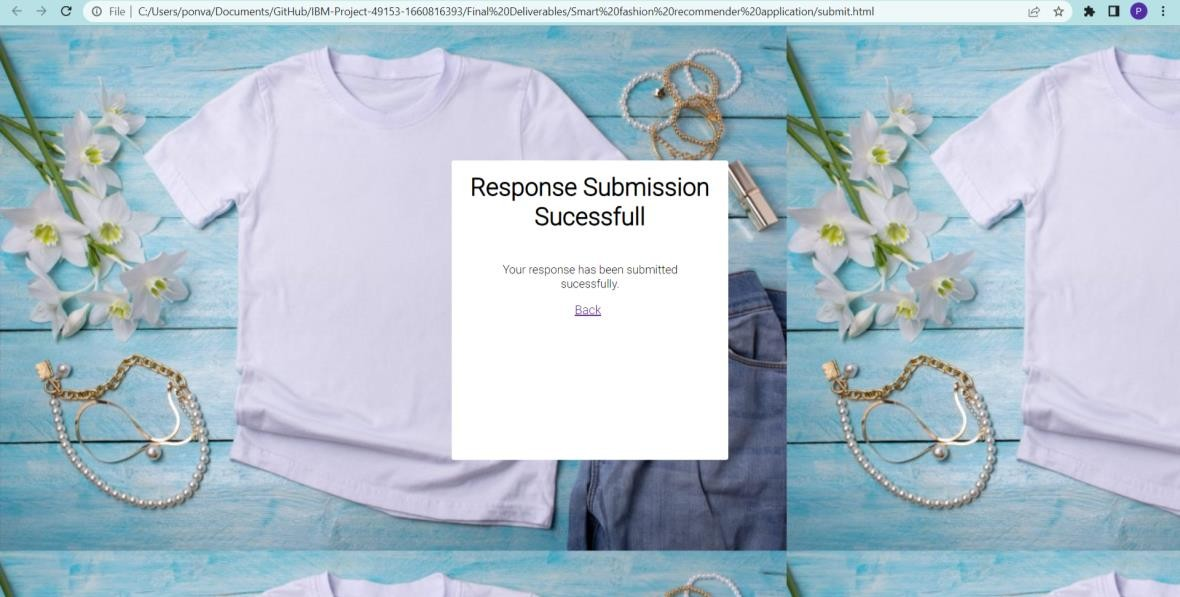 File | C:/Users/ponva/Documents/GitHub/IBM-Project-49153-1660816393/Final%20Deliverables/Smart%20fashion%20recommender%20application/submit.html
P
Response Submission
Sucessfull
Your response has been submitted
sucessfully.
Back